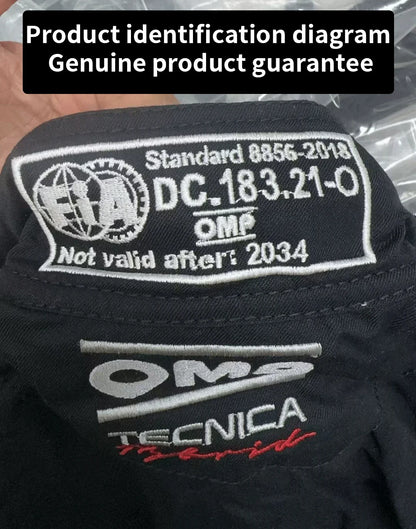 Product identification diagram
Genuine product guarantee
FiA
Standard 8856-2018
DC.183.21-O
OMP
Not valid after: 2034
OMP
TECNICA
Hybrid